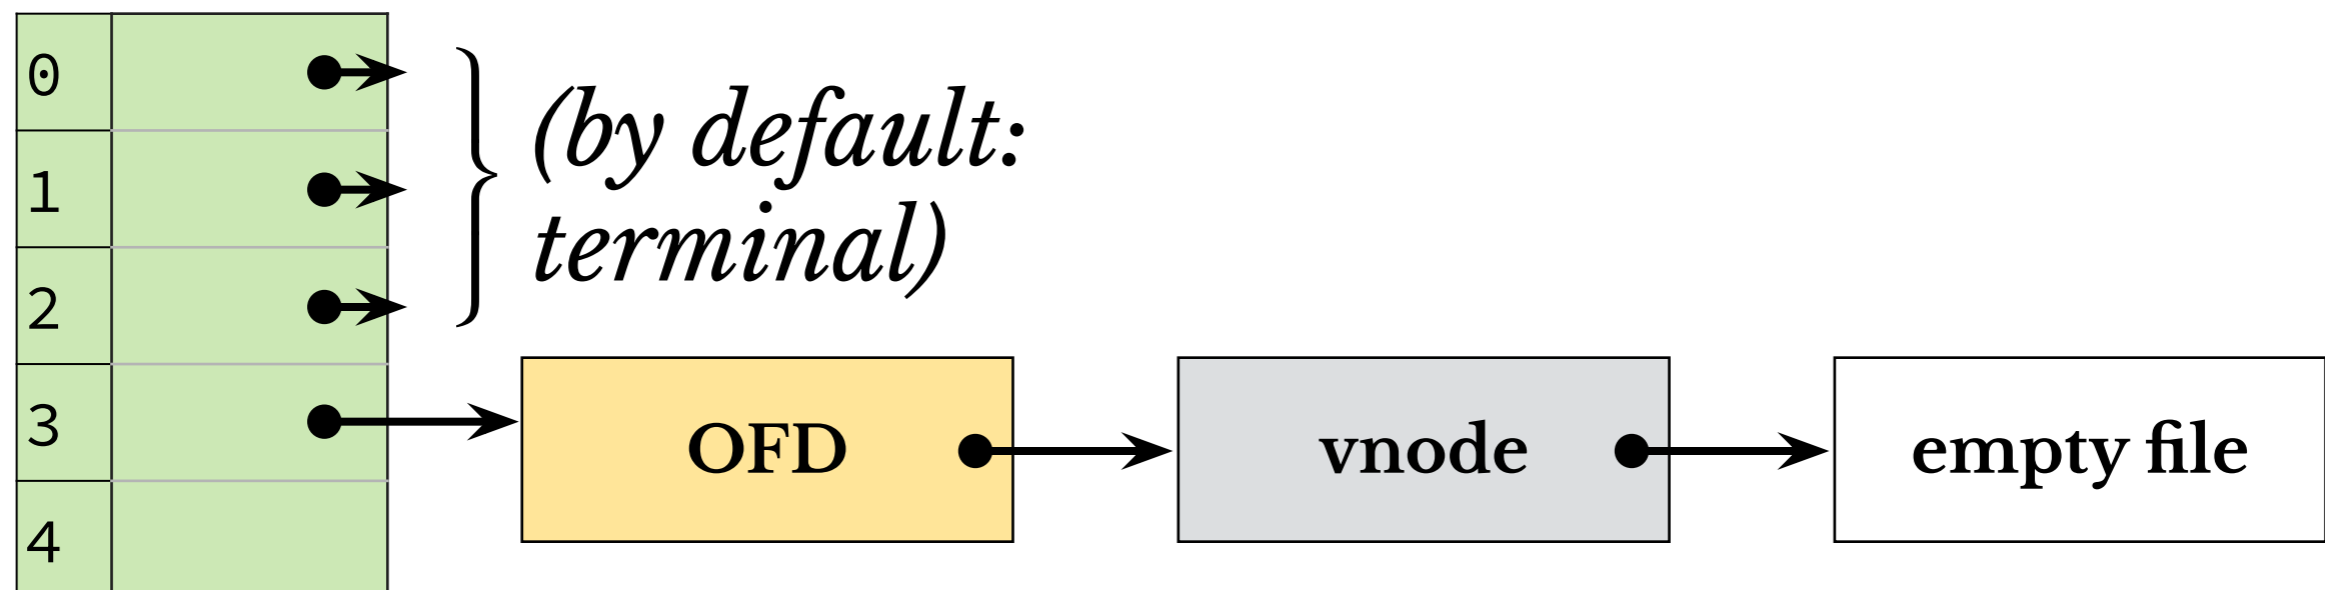 0
1
2
3
4
(by default:
terminal)
OFD
vnode
empty file